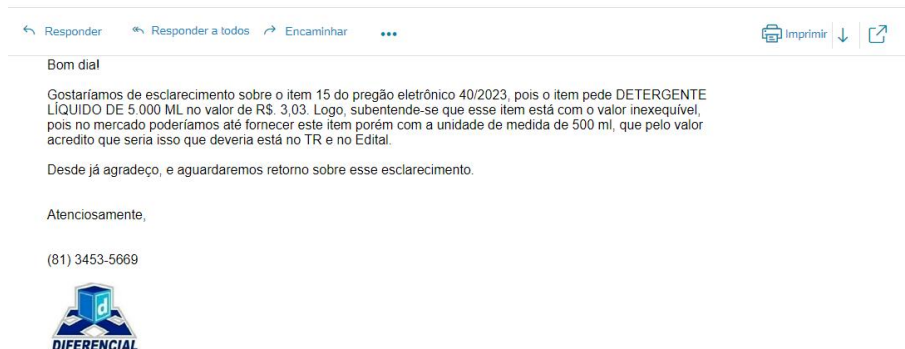 Responder Responder a todos Encaminhar ••• Imprimir
Bom dia!
Gostaríamos de esclarecimento sobre o item 15 do pregão eletrônico 40/2023, pois o item pede DETERGENTE
LÍQUIDO DE 5.000 ML no valor de R$. 3,03. Logo, subentende-se que esse item está com o valor inexequível,
pois no mercado poderíamos até fornecer este item porém com a unidade de medida de 500 ml, que pelo valor
acredito que seria isso que deveria está no TR e no Edital.
Desde já agradeço, e aguardaremos retorno sobre esse esclarecimento.
Atenciosamente,
(81) 3453-5669
d
DIFERENCIAL